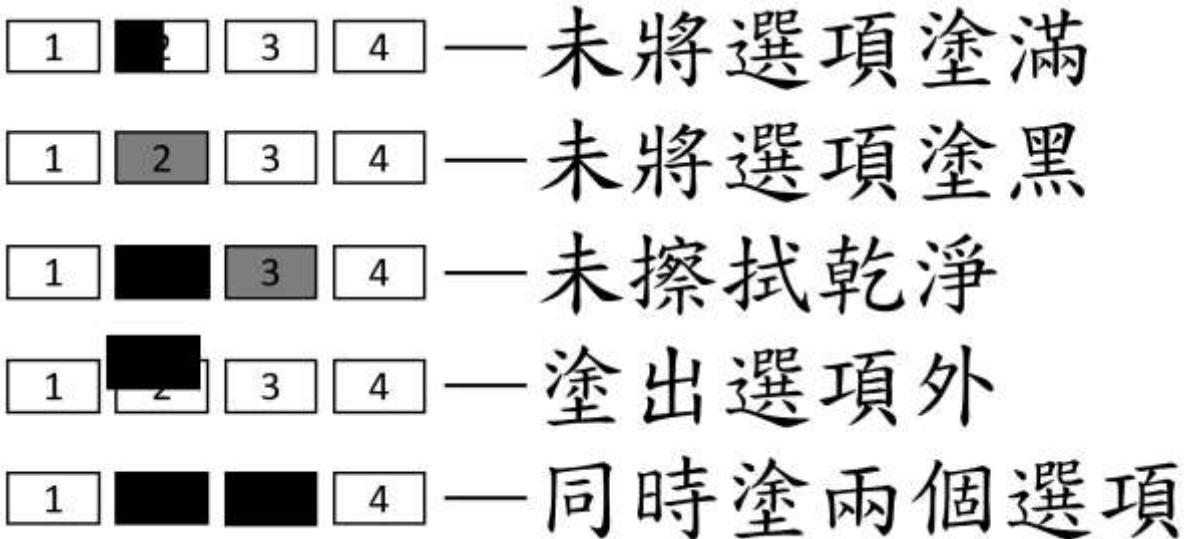 1 2 3 4 — 未將選項塗滿
1 2 3 4 — 未將選項塗黑
1 3 4 — 未擦拭乾淨
1 2 3 4 — 塗出選項外
1 4 — 同時塗兩個選項